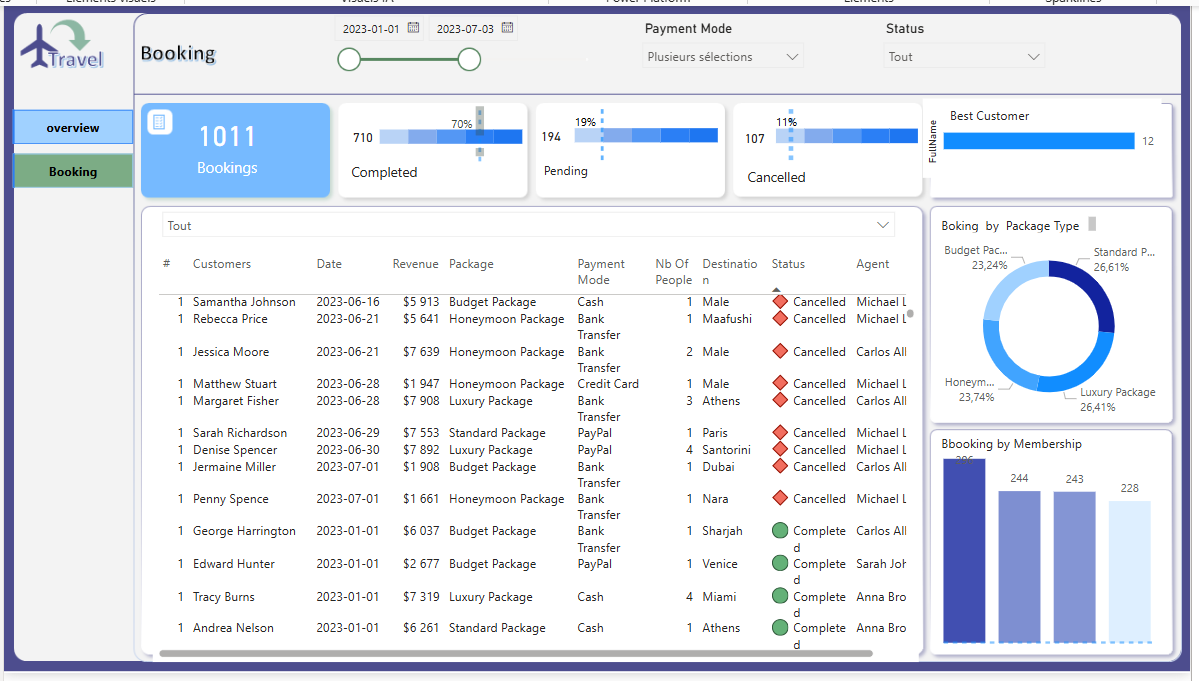 Eléments visuels
Visuels IA
Power Platform
Eléments
Sparklines
Travel
Booking
2023-01-01
2023-07-03
Payment Mode
Plusieurs sélections
Status
Tout
overview
Booking
1011
Bookings
710
70%
Completed
194
19%
Pending
107
11%
Cancelled
Best Customer
FullName
12
Tout
# Customers Date Revenue Package Payment Mode Nb Of People Destination Status Agent
1 Samantha Johnson 2023-06-16 $5 913 Budget Package Cash 1 Male Cancelled Michael L
1 Rebecca Price 2023-06-21 $5 641 Honeymoon Package Bank Transfer 1 Maafushi Cancelled Michael L
1 Jessica Moore 2023-06-21 $7 639 Honeymoon Package Bank Transfer 2 Male Cancelled Carlos All
1 Matthew Stuart 2023-06-28 $1 947 Honeymoon Package Credit Card 1 Male Cancelled Michael L
1 Margaret Fisher 2023-06-28 $7 908 Luxury Package Bank Transfer 3 Athens Cancelled Carlos All
1 Sarah Richardson 2023-06-29 $7 553 Standard Package PayPal 1 Paris Cancelled Michael L
1 Denise Spencer 2023-06-30 $7 892 Luxury Package PayPal 4 Santorini Cancelled Michael L
1 Jermaine Miller 2023-07-01 $1 908 Budget Package Bank Transfer 1 Dubai Cancelled Carlos All
1 Penny Spence 2023-07-01 $1 661 Honeymoon Package Bank Transfer 1 Nara Cancelled Michael L
1 George Harrington 2023-01-01 $6 037 Budget Package Bank Transfer 1 Sharjah Completed Carlos All
1 Edward Hunter 2023-01-01 $2 677 Budget Package PayPal 1 Venice Completed Sarah Joh
1 Tracy Burns 2023-01-01 $7 319 Luxury Package Cash 4 Miami Completed Anna Bro
1 Andrea Nelson 2023-01-01 $6 261 Standard Package Cash 1 Athens Completed Anna Bro
Boking by Package Type
Budget Pac...
23,24%
Standard P...
26,61%
Honeym...
23,74%
Luxury Package
26,41%
Bbooking by Membership
244
243
228